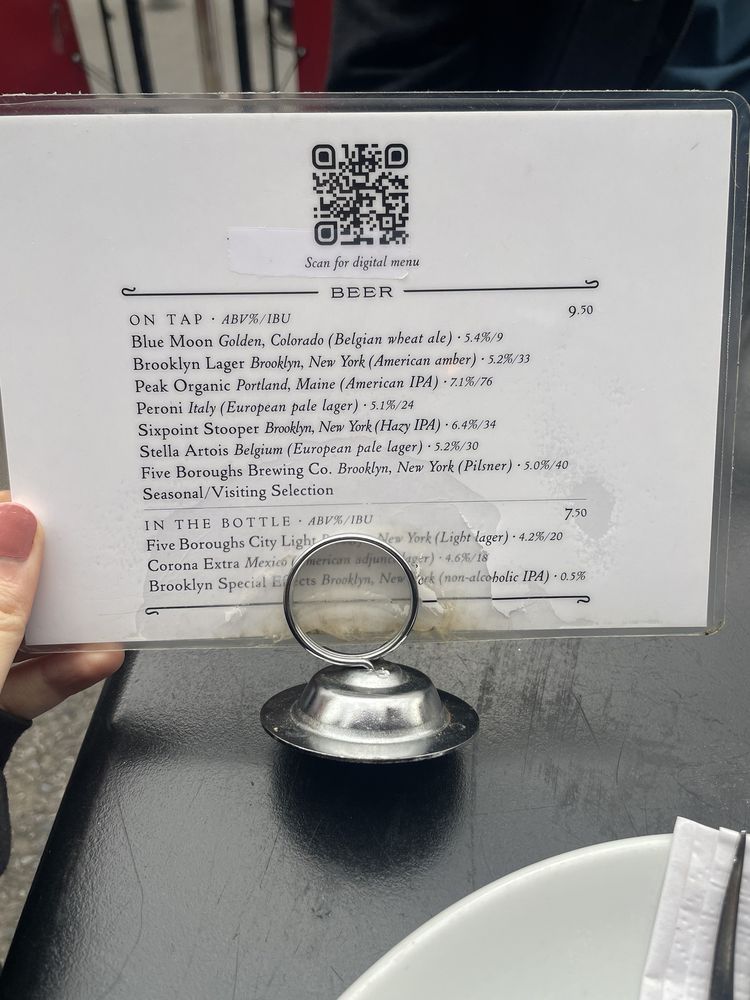 Scan for digital menu
BEER
ON TAP · ABV%/IBU 9.50
Blue Moon Golden, Colorado (Belgian wheat ale) · 5.4%/9
Brooklyn Lager Brooklyn, New York (American amber) · 5.2%/33
Peak Organic Portland, Maine (American IPA) · 7.1%/76
Peroni Italy (European pale lager) · 5.1%/24
Sixpoint Stooper Brooklyn, New York (Hazy IPA) · 6.4%/34
Stella Artois Belgium (European pale lager) · 5.2%/30
Five Boroughs Brewing Co. Brooklyn, New York (Pilsner) · 5.0%/40
Seasonal/Visiting Selection
IN THE BOTTLE · ABV%/IBU 7.50
Five Boroughs City Light Brooklyn, New York (Light lager) · 4.2%/20
Corona Extra Mexico (American adjunct lager) · 4.6%/18
Brooklyn Special Effects Brooklyn, New York (non-alcoholic IPA) · 0.5%